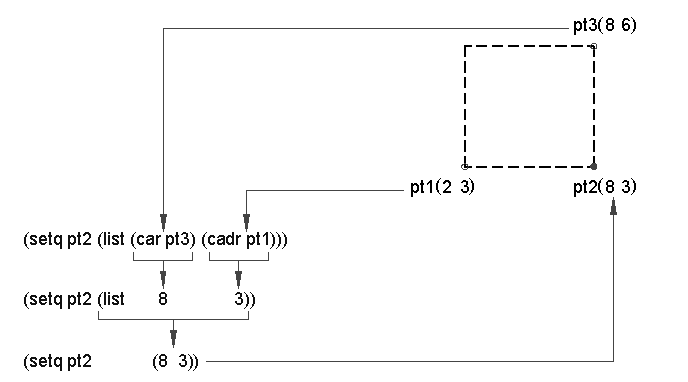 pt3(8 6)
pt1(2 3)
pt2(8 3)
(setq pt2 (list (car pt3) (cadr pt1)))
(setq pt2 (list 8 3))
(setq pt2 (8 3))